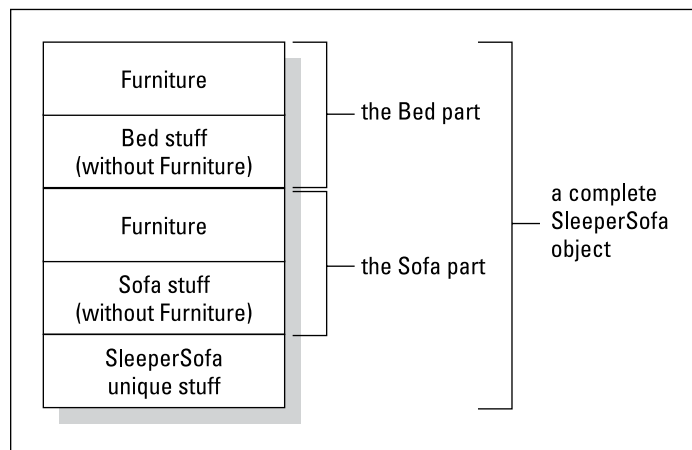 Furniture
Bed stuff
(without Furniture)
the Bed part
Furniture
Sofa stuff
(without Furniture)
the Sofa part
SleeperSofa
unique stuff
a complete
SleeperSofa
object